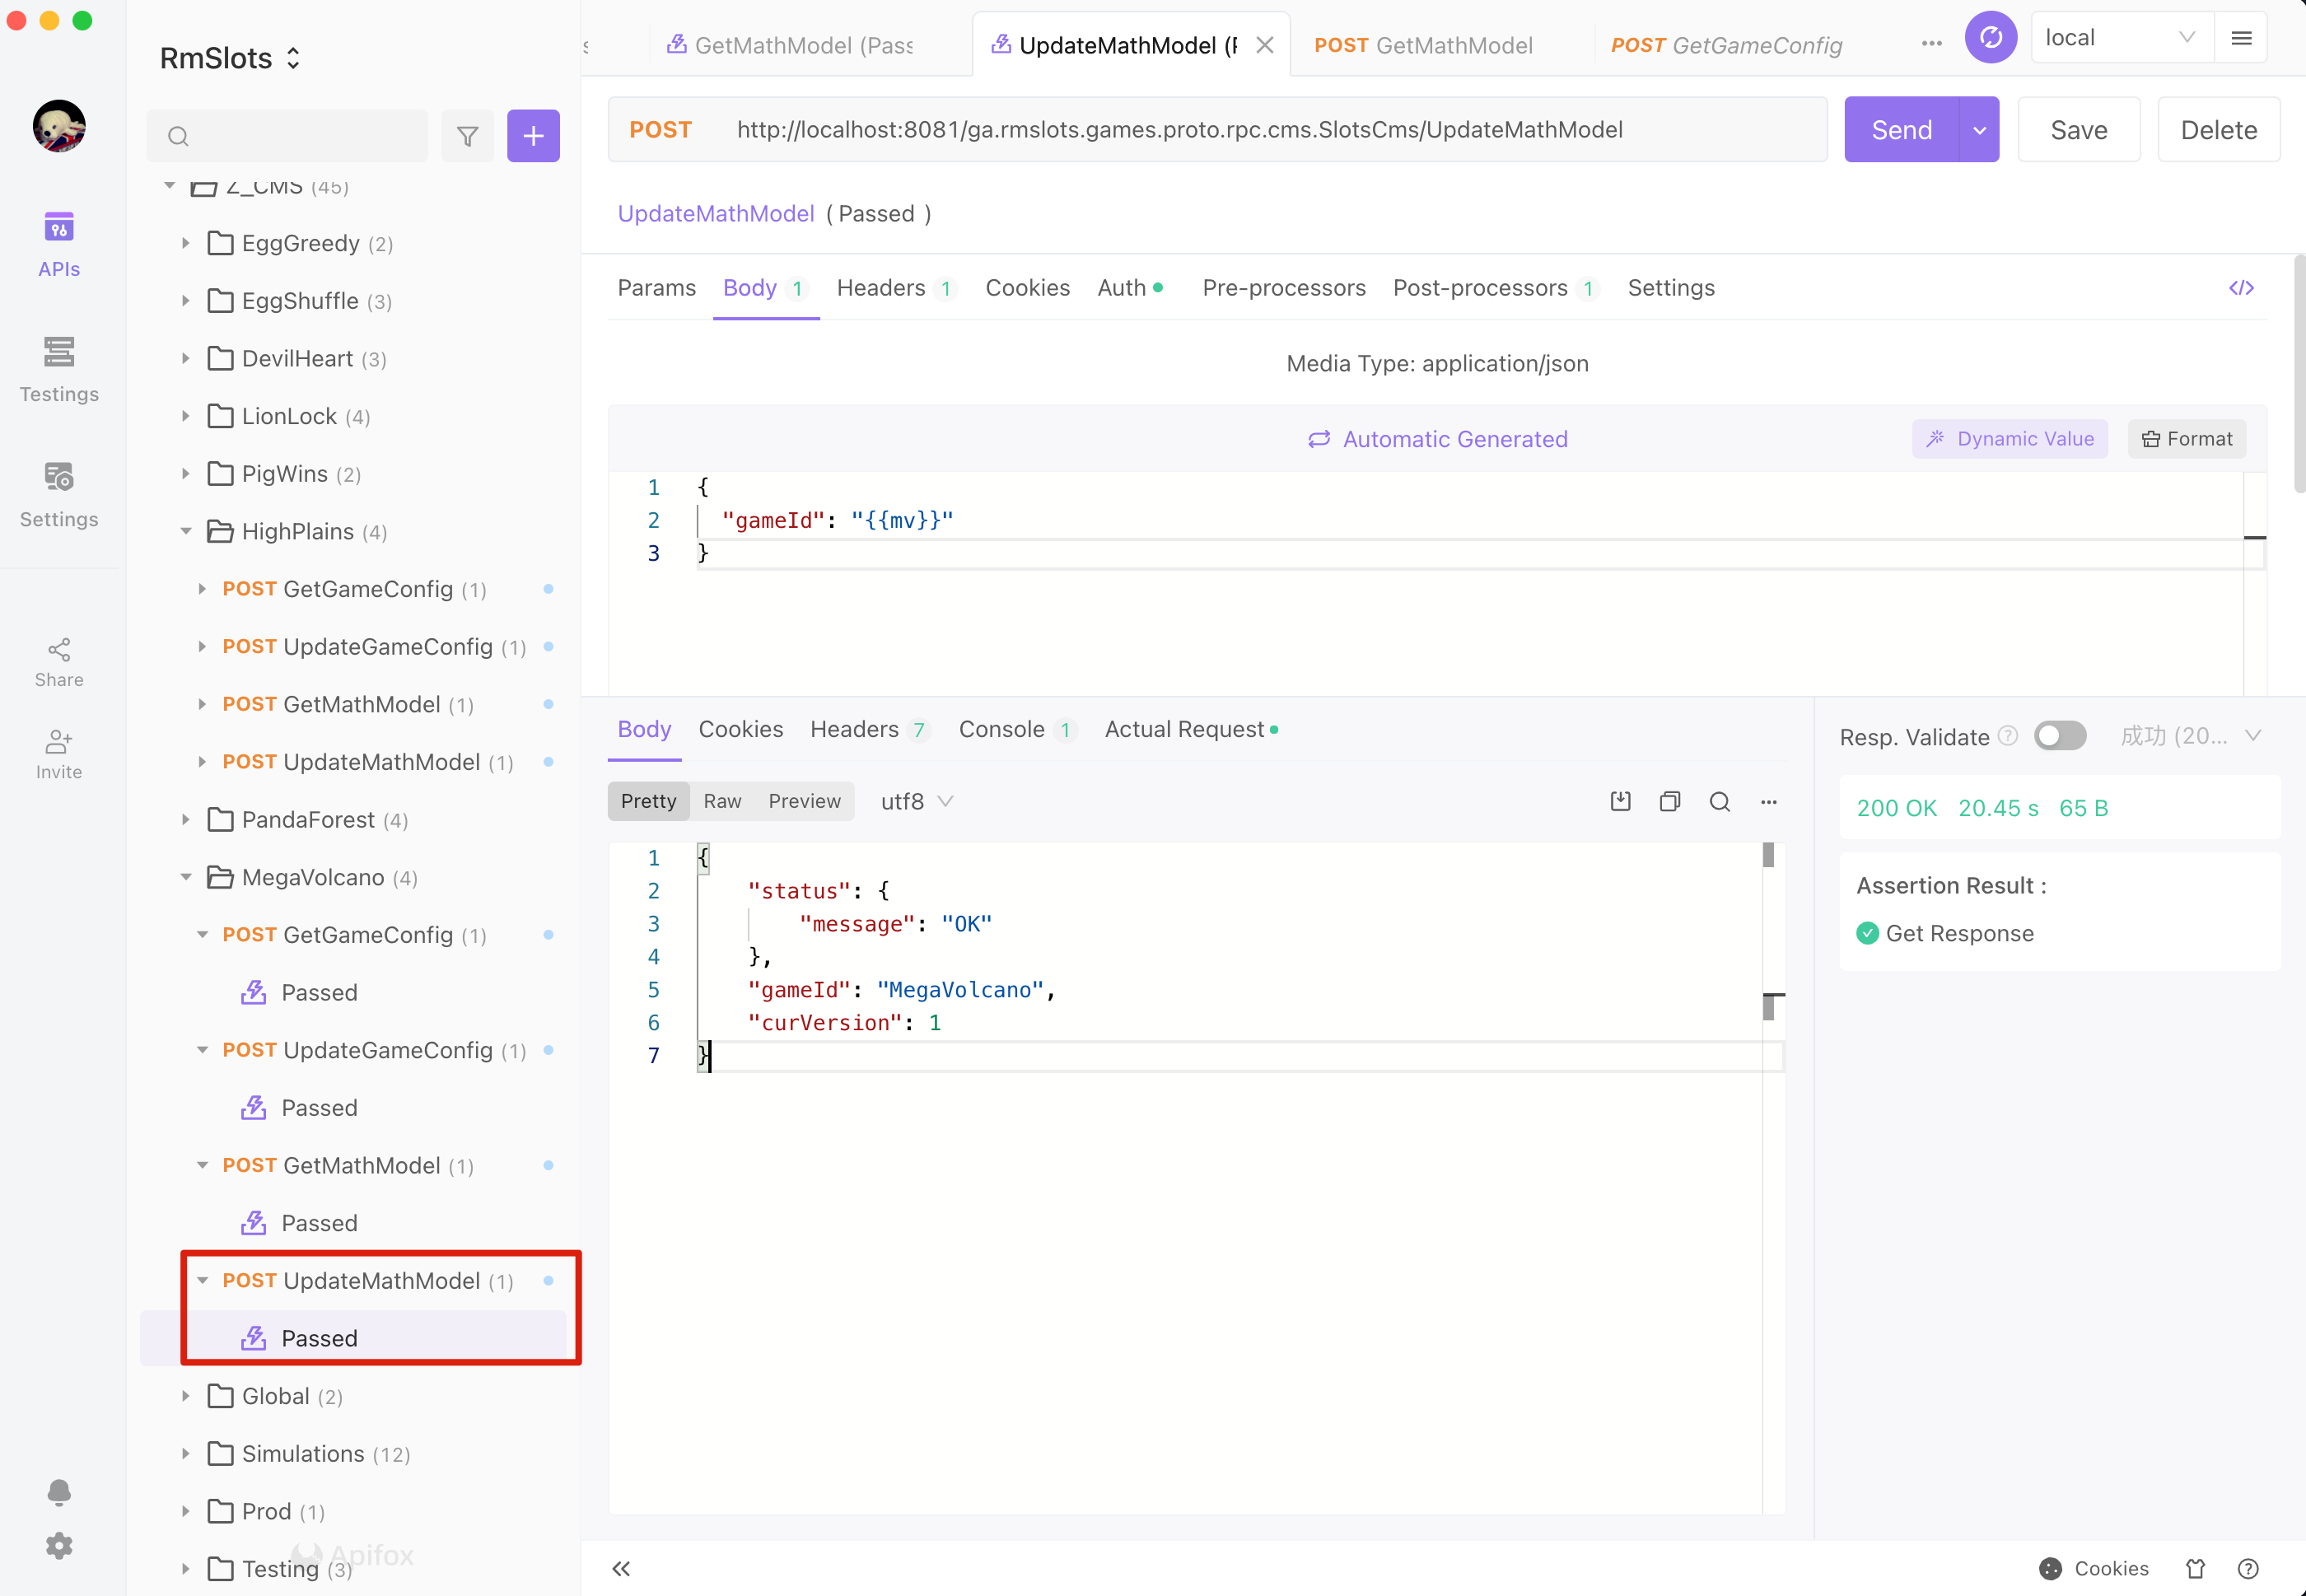 RmSlots
APIs
Testings
Settings
Share
Invite
Z_CMS (45)
EggGreedy (2)
EggShuffle (3)
DevilHeart (3)
LionLock (4)
PigWins (2)
HighPlains (4)
POST GetGameConfig (1)
POST UpdateGameConfig (1)
POST GetMathModel (1)
POST UpdateMathModel (1)
PandaForest (4)
MegaVolcano (4)
POST GetGameConfig (1)
Passed
POST UpdateGameConfig (1)
Passed
POST GetMathModel (1)
Passed
POST UpdateMathModel (1)
Passed
Global (2)
Simulations (12)
Prod (1)
Testing (3)
Apifox
GetMathModel (Pass
UpdateMathModel (F
POST GetMathModel
POST GetGameConfig
local
POST http://localhost:8081/ga.rmslots.games.proto.rpc.cms.SlotsCms/UpdateMathModel
Send
Save
Delete
UpdateMathModel ( Passed )
Params Body 1 Headers 1 Cookies Auth Pre-processors Post-processors 1 Settings
</>
Media Type: application/json
Automatic Generated
Dynamic Value
Format
1 {
2 "gameId": "{{mv}}"
3 }
Body Cookies Headers 7 Console 1 Actual Request
Pretty Raw Preview utf8
1 {
2 "status": {
3 "message": "OK"
4 },
5 "gameId": "MegaVolcano",
6 "curVersion": 1
7 }
Resp. Validate ? 成功 (20...
200 OK 20.45 s 65 B
Assertion Result :
Get Response
Cookies